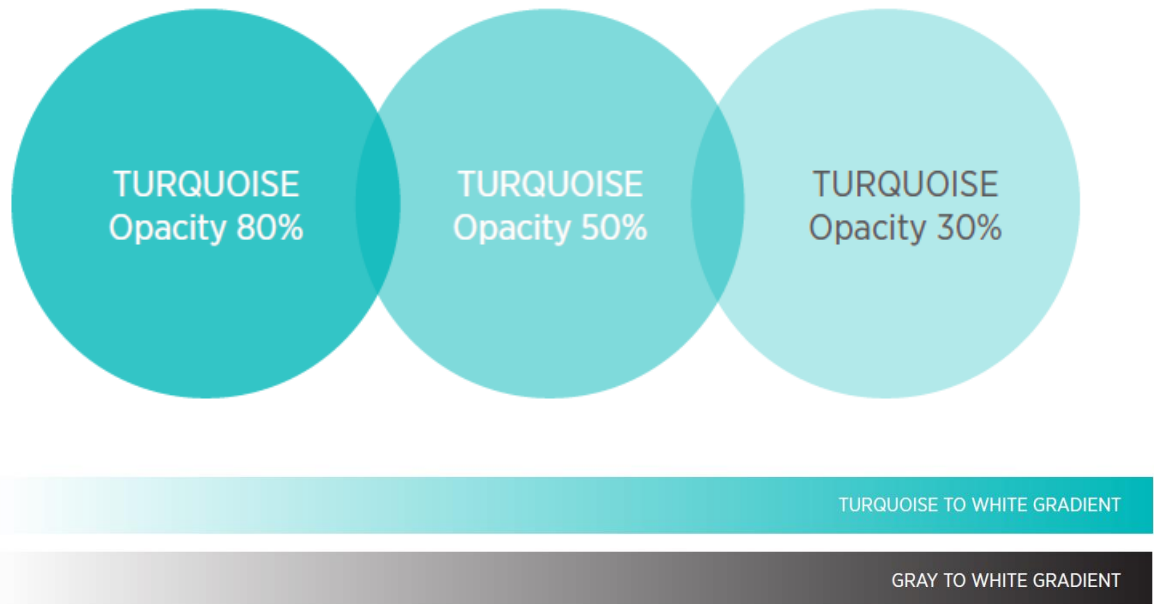 TURQUOISE
Opacity 80%
TURQUOISE
Opacity 50%
TURQUOISE
Opacity 30%
TURQUOISE TO WHITE GRADIENT
GRAY TO WHITE GRADIENT